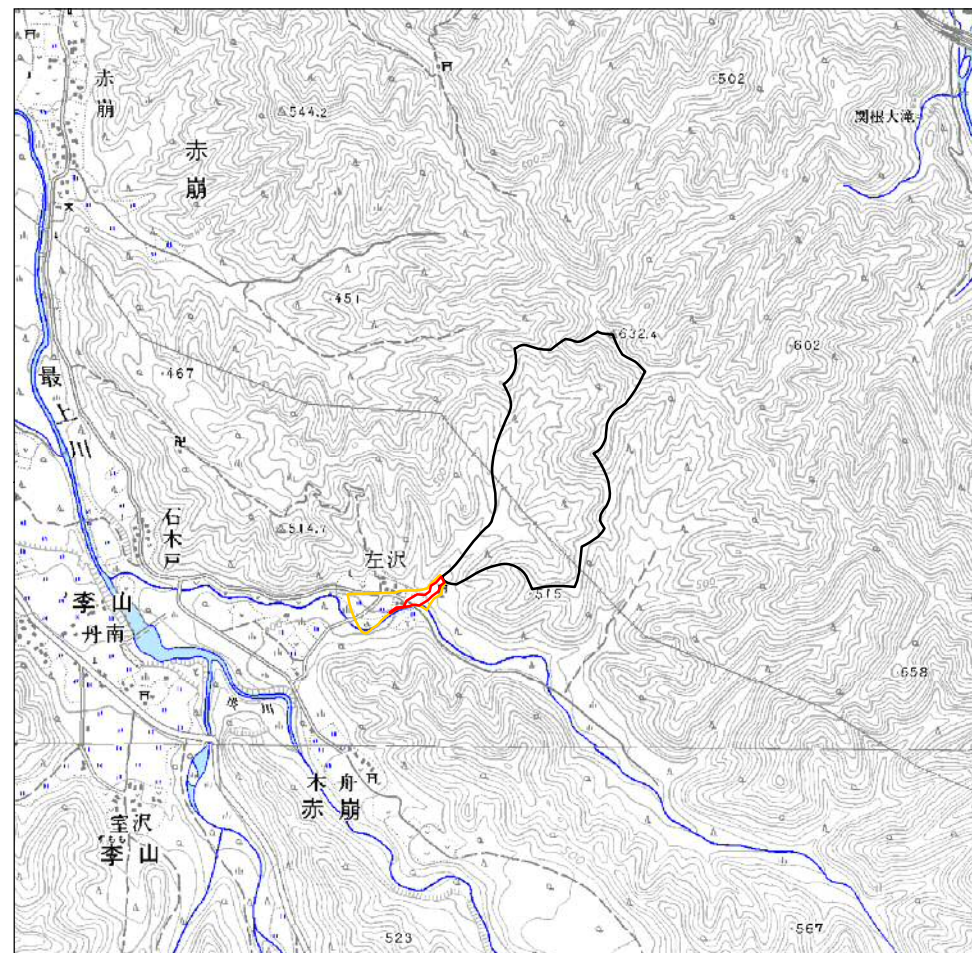 赤崩
赤崩
544.2
502
関根大滝
451
632.4
602
467
最上川
石木戸
514.7
左沢
515
李山
丹南
658
木舟
赤崩
室沢
李山
523
567